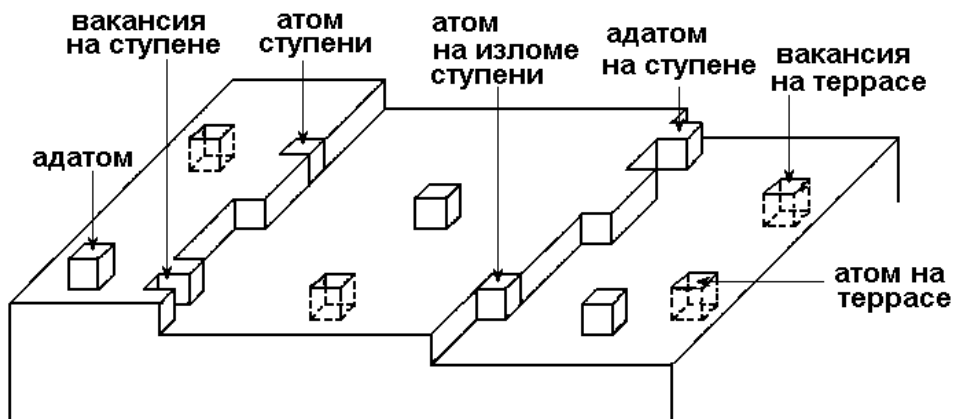 вакансия
на ступене
атом
ступени
атом
на изломе
ступени
адатом
на ступене
вакансия
на террасе
адатом
атом на
террасе